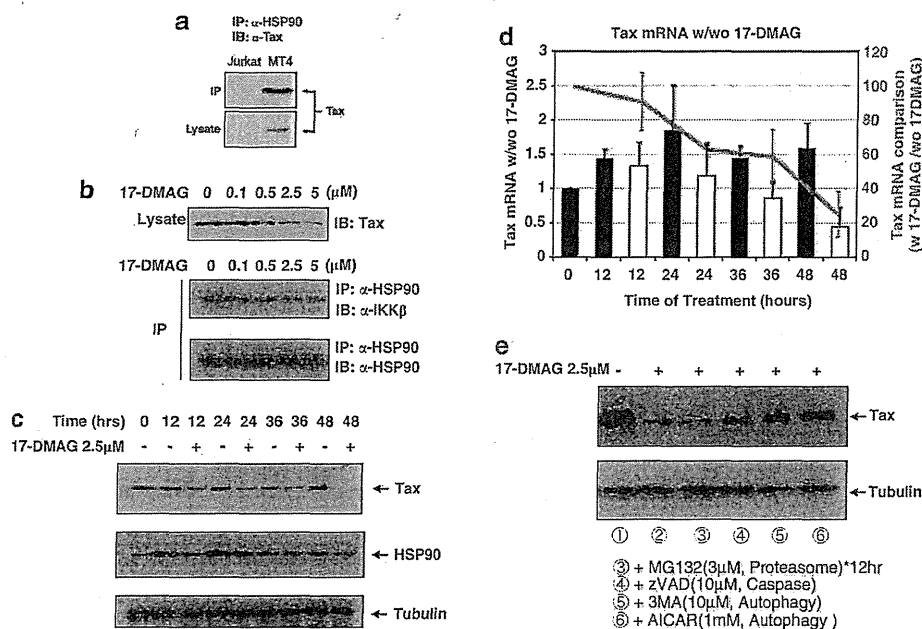 a
IP: α-HSP90
IB: α-Tax
Jurkat MT4
IP
Tax
Lysate
b
17-DMAG 0 0.1 0.5 2.5 5 (μM)
Lysate
IB: Tax
17-DMAG 0 0.1 0.5 2.5 5 (μM)
IP
IP: α-HSP90
IB: α-IKKβ
IP: α-HSP90
IB: α-HSP90
c
Time (hrs) 0 12 12 24 24 36 36 48 48
17-DMAG 2.5μM - - + - + - + - +
Tax
HSP90
Tubulin
d
Tax mRNA w/wo 17-DMAG
Tax mRNA w/wo 17-DMAG
3
2.5
2
1.5
1
0.5
0
120
100
80
60
40
20
0
Tax mRNA comparison
(w 17-DMAG /wo 17DMAG)
0 12 12 24 24 36 36 48 48
Time of Treatment (hours)
e
17-DMAG 2.5μM - + + + + +
Tax
Tubulin
① ② ③ ④ ⑤ ⑥
③ + MG132(3μM, Proteasome)*12hr
④ + zVAD(10μM, Caspase)
⑤ + 3MA(10μM, Autophagy)
⑥ + AICAR(1mM, Autophagy )